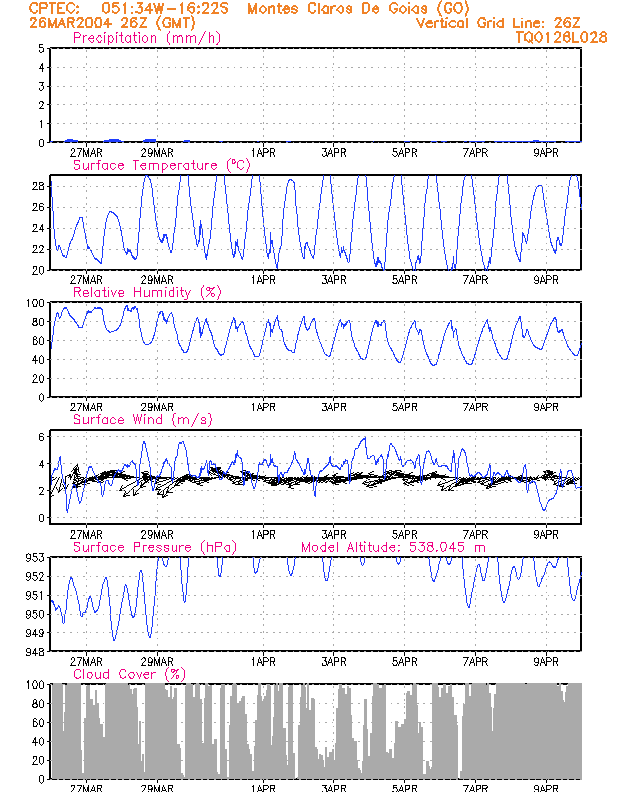 CPTEC: 051:34W-16:22S Montes Claros De Goias (GO)
26MAR2004 26Z (GMT) Vertical Grid Line: 26Z
Precipitation (mm/h) TQ0126L028
5
4
3
2
1
0
27MAR 29MAR 1APR 3APR 5APR 7APR 9APR
Surface Temperature (°C)
28
26
24
22
20
27MAR 29MAR 1APR 3APR 5APR 7APR 9APR
Relative Humidity (%)
100
80
60
40
20
0
27MAR 29MAR 1APR 3APR 5APR 7APR 9APR
Surface Wind (m/s)
6
4
2
0
27MAR 29MAR 1APR 3APR 5APR 7APR 9APR
Surface Pressure (hPa) Model Altitude: 538.045 m
953
952
951
950
949
948
27MAR 29MAR 1APR 3APR 5APR 7APR 9APR
Cloud Cover (%)
100
80
60
40
20
0
27MAR 29MAR 1APR 3APR 5APR 7APR 9APR